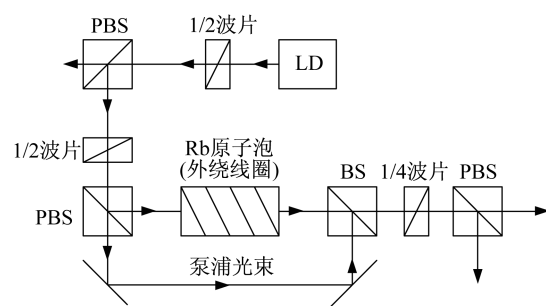 PBS
1/2波片
LD
1/2波片
Rb原子泡
(外绕线圈)
BS
1/4波片
PBS
PBS
泵浦光束